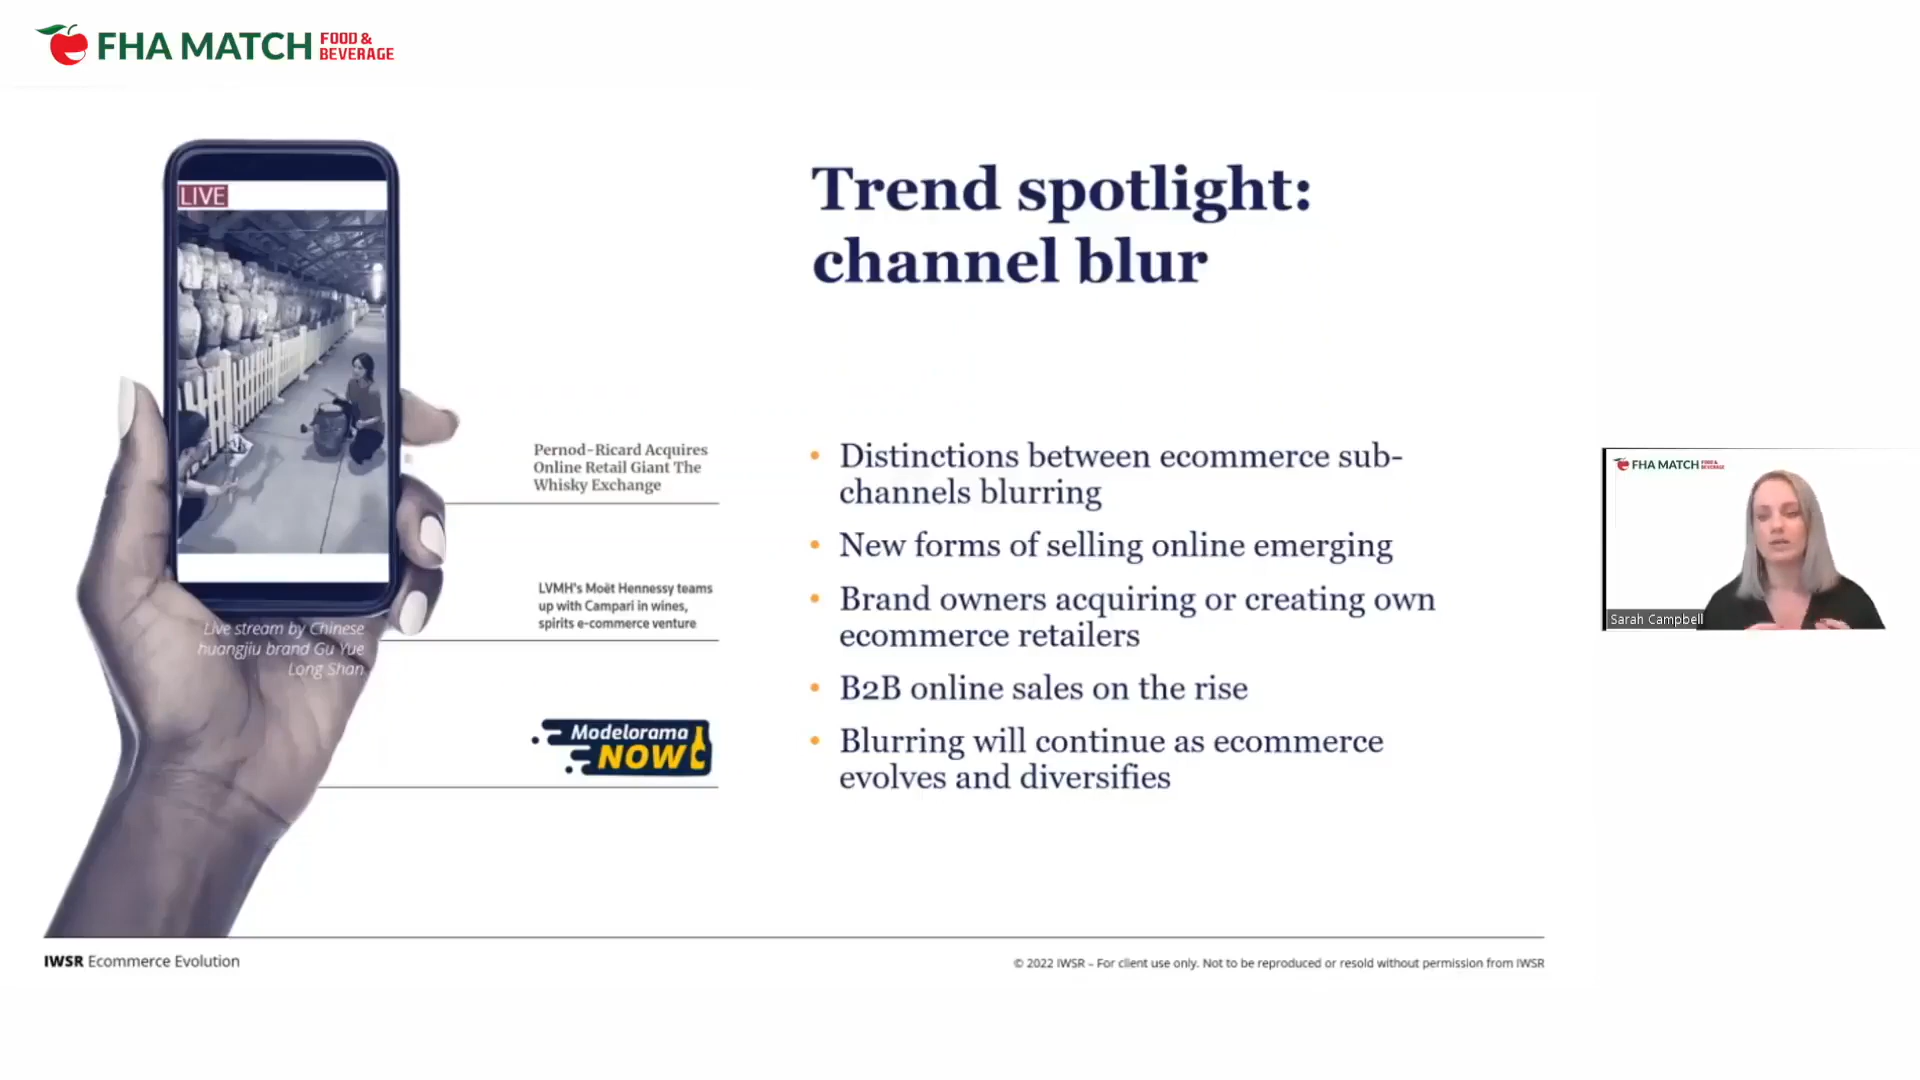 FHA MATCH FOOD & BEVERAGE
LIVE
Trend spotlight:
channel blur
Pernod-Ricard Acquires
Online Retail Giant The
Whisky Exchange
LVMH's Moët Hennessy teams
up with Campari in wines,
spirits e-commerce venture
Live stream by Chinese
huangjiu brand Gu Yue
Long Shan
Modelorama
NOW
• Distinctions between ecommerce sub-
channels blurring
• New forms of selling online emerging
• Brand owners acquiring or creating own
ecommerce retailers
• B2B online sales on the rise
• Blurring will continue as ecommerce
evolves and diversifies
FHA MATCH FOOD & BEVERAGE
Sarah Campbell
IWSR Ecommerce Evolution
© 2022 IWSR – For client use only. Not to be reproduced or resold without permission from IWSR